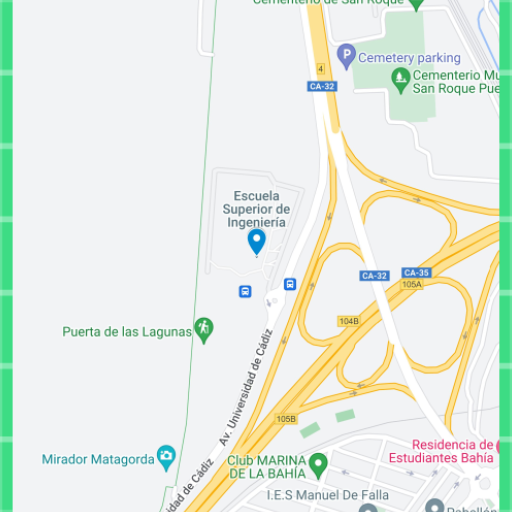 Cementerio de San Roque
Cemetery parking
4
Cementerio Mu
San Roque Pue
CA-32
Escuela
Superior de
Ingeniería
CA-32
CA-35
105A
104B
Puerta de las Lagunas
Av. Universidad de Cádiz
105B
Residencia de
Estudiantes Bahía
Mirador Matagorda
Club MARINA
DE LA BAHÍA
sidad de Cádiz
I.E.S Manuel De Falla
Pabellón